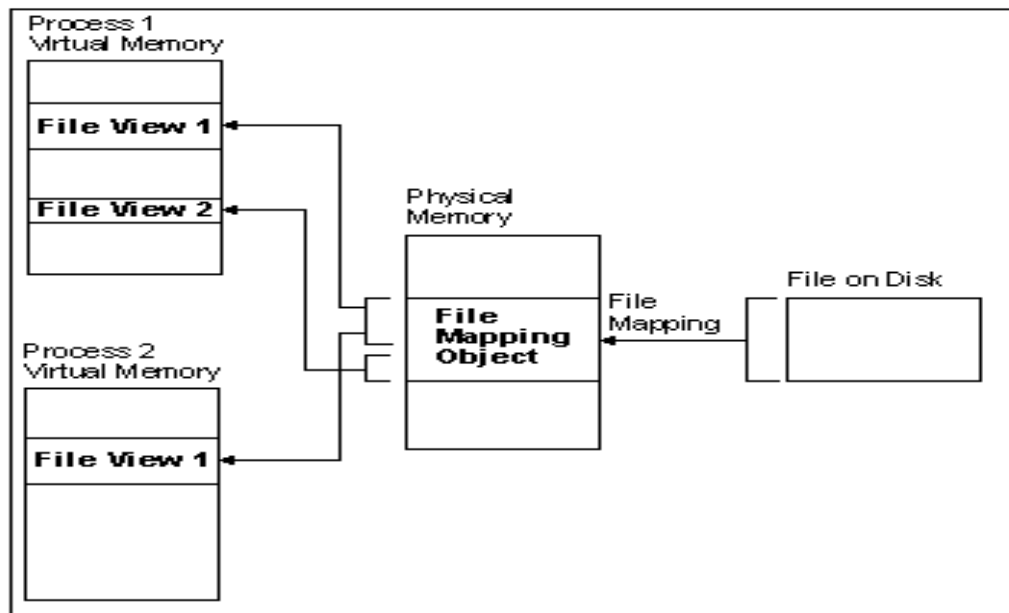 Process 1
Virtual Memory
File View 1
File View 2
Physical
Memory
File
Mapping
Object
File
Mapping
File on Disk
Process 2
Virtual Memory
File View 1